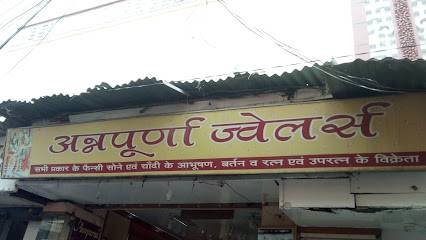 अन्नपूर्णा ज्वेलर्स
सभी प्रकार के फैन्सी सोने एवं चांदी के आभूषण, बर्तन व रत्न एवं उपरत्न के विक्रेता